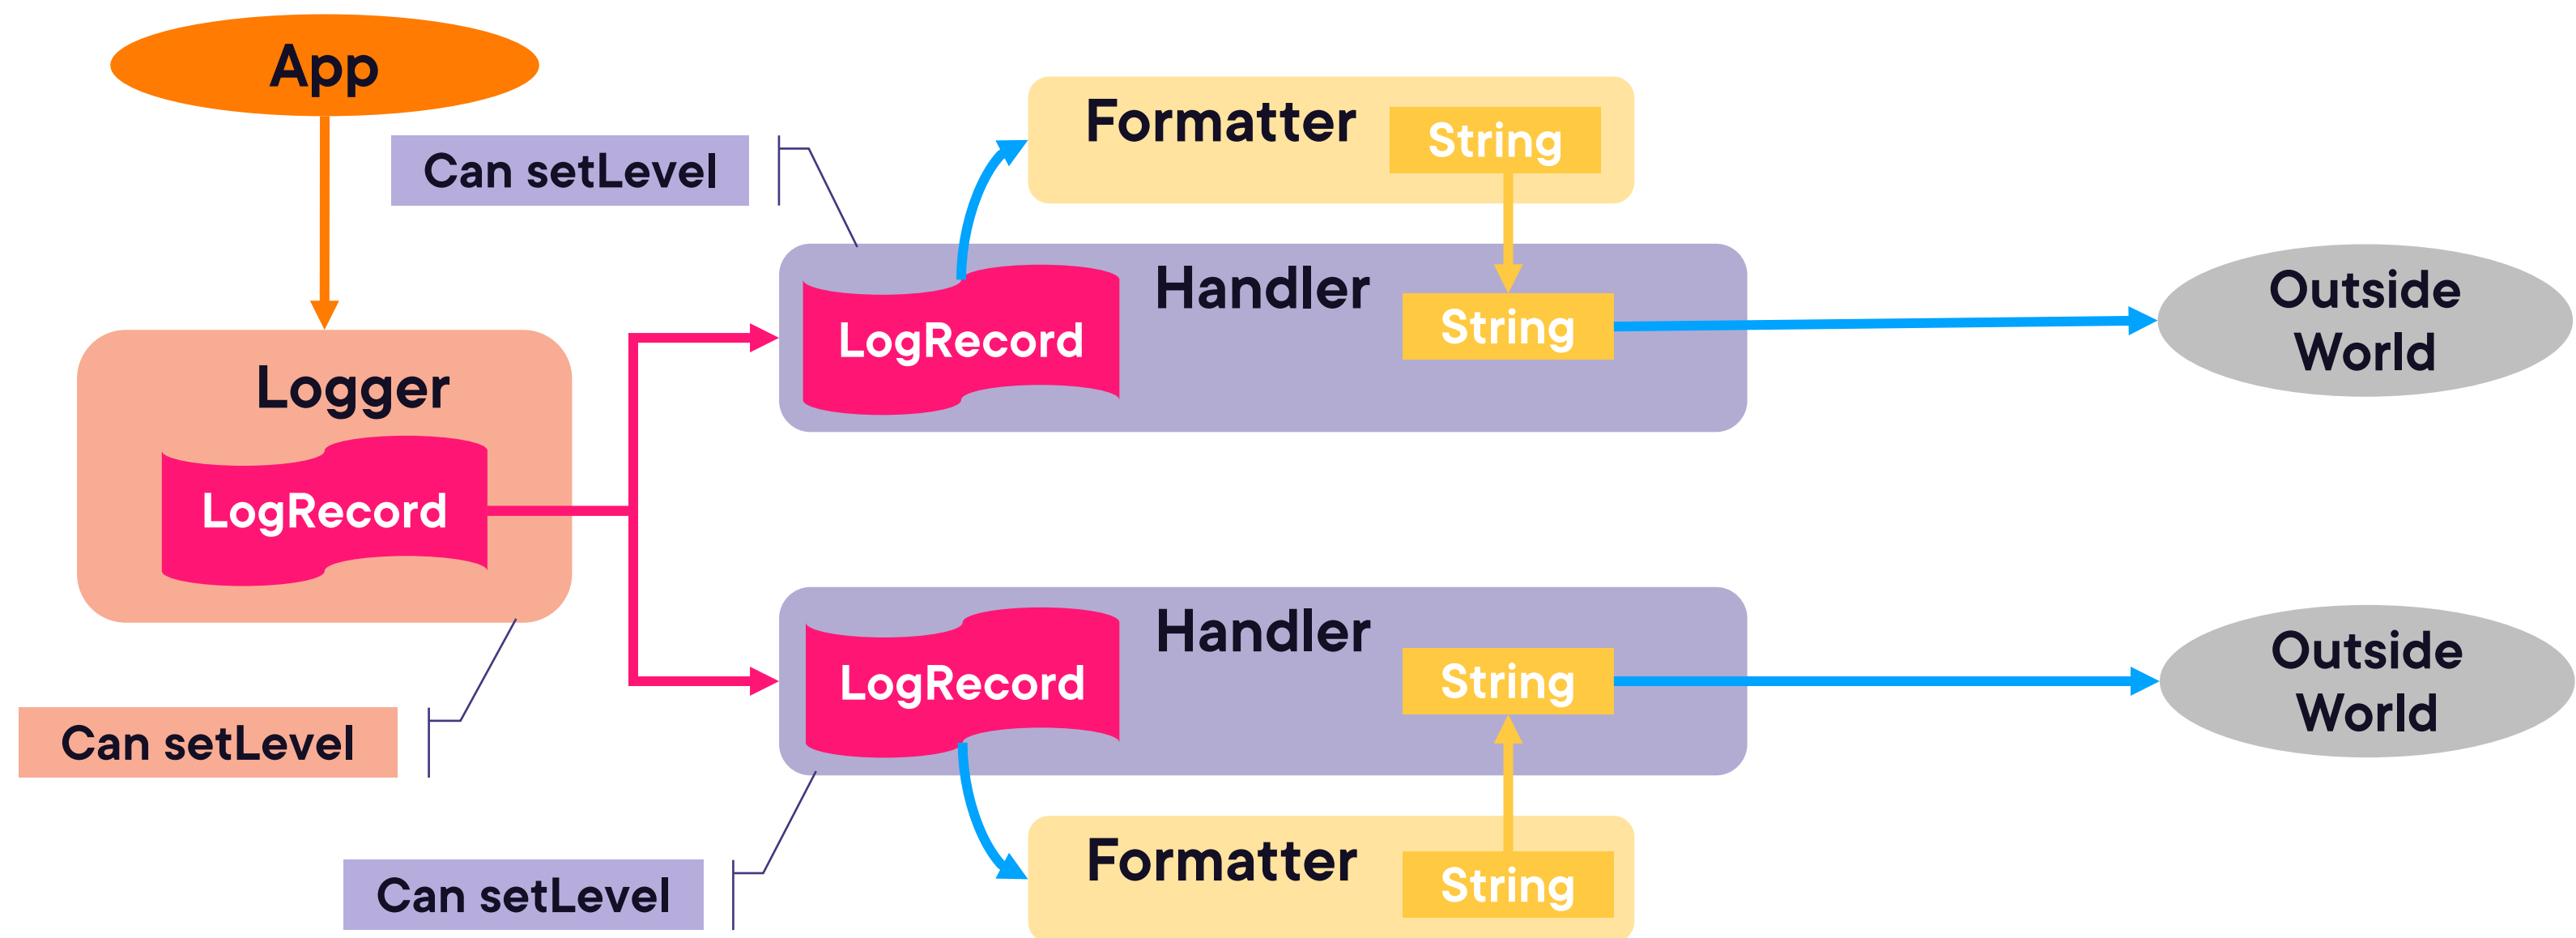 App
Can setLevel
Formatter
String
Handler
LogRecord
String
Outside
World
Logger
LogRecord
Can setLevel
Handler
LogRecord
String
Outside
World
Can setLevel
Formatter
String